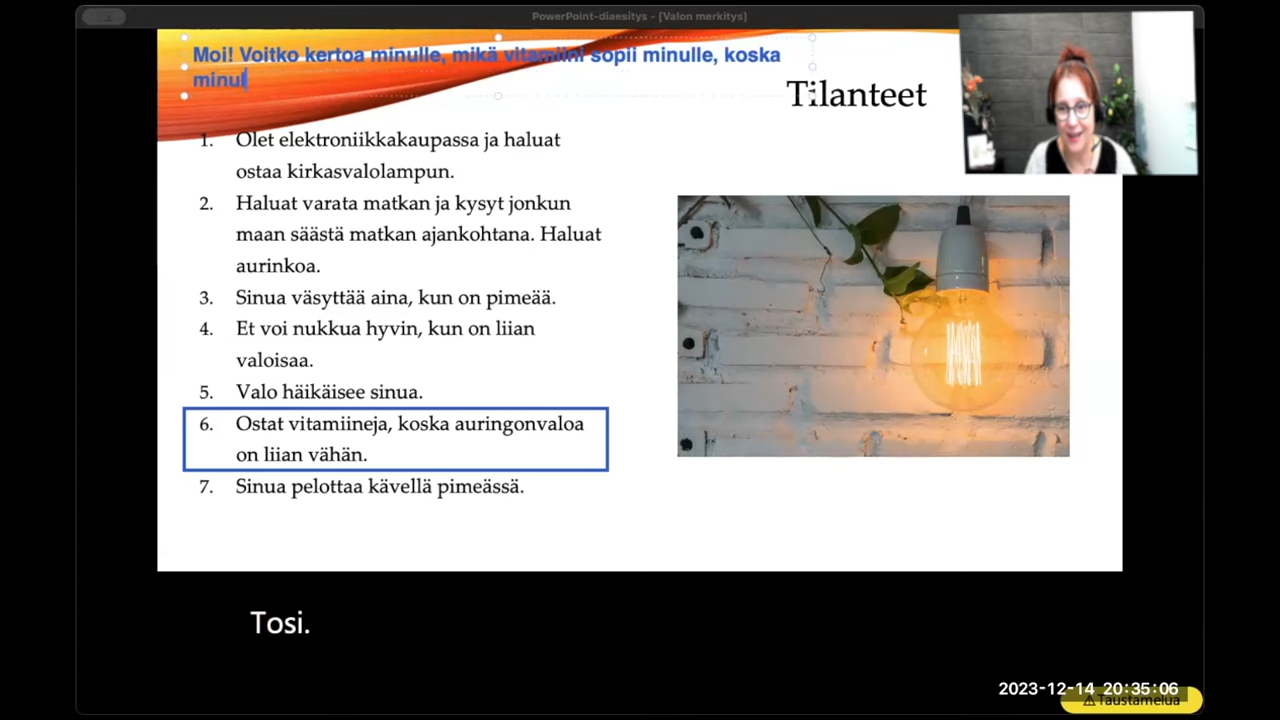 PowerPoint-diaesitys - [Valon merkitys]
Moi! Voitko kertoa minulle, mikä vitamiini sopii minulle, koska
minul
Tilanteet
1. Olet elektroniikkakaupassa ja haluat
ostaa kirkasvalolampun.
2. Haluat varata matkan ja kysyt jonkun
maan säästä matkan ajankohtana. Haluat
aurinkoa.
3. Sinua väsyttää aina, kun on pimeää.
4. Et voi nukkua hyvin, kun on liian
valoisaa.
5. Valo häikäisee sinua.
6. Ostat vitamiineja, koska auringonvaloa
on liian vähän.
7. Sinua pelottaa kävellä pimeässä.
Tosi.
2023-12-14 20:35:06
Taustamelua